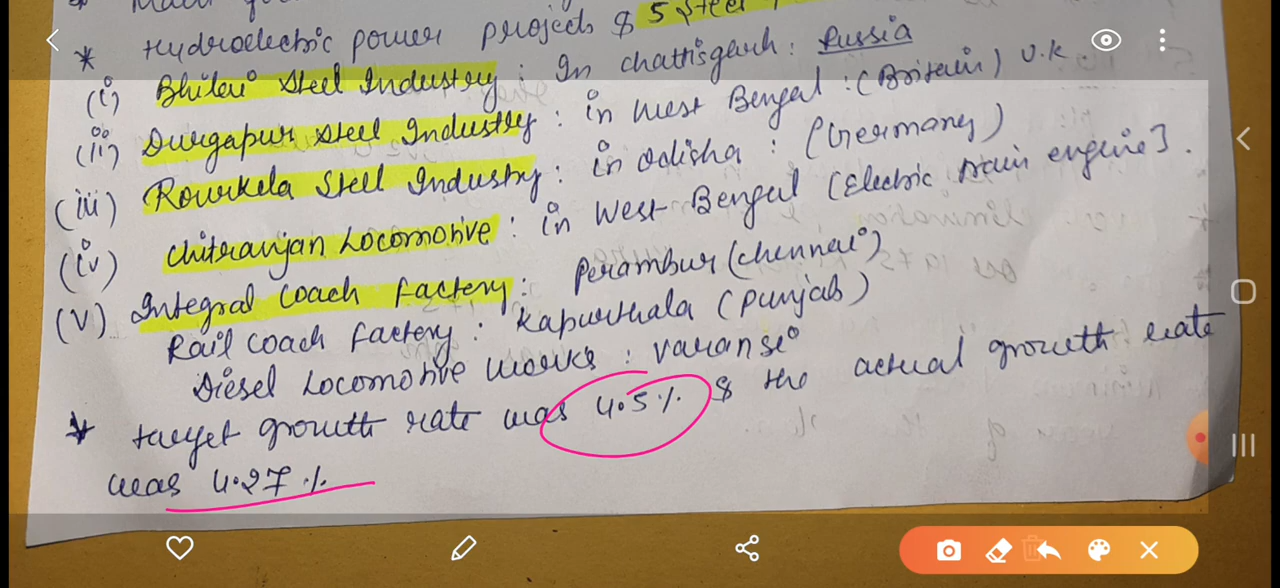 * Hydroelectric power projects & 5 Steel
(i) Bhilai Steel Industry : In chattisgarh : Russia
(ii) Durgapur Steel Industry : in West Bengal : (Britain) U.K.
(iii) Rourkela Steel Industry : in Odisha : (Germany)
(iv) Chitranjan Locomotive : in West Bengal (Electric train engine].
(v) Integral Coach factory : Perambur (chennai)
Rail coach factory : Kapurthala (Punjab)
Diesel Locomotive works : Varansi
* target growth rate was 4.5% & the actual growth rate
was 4.27%